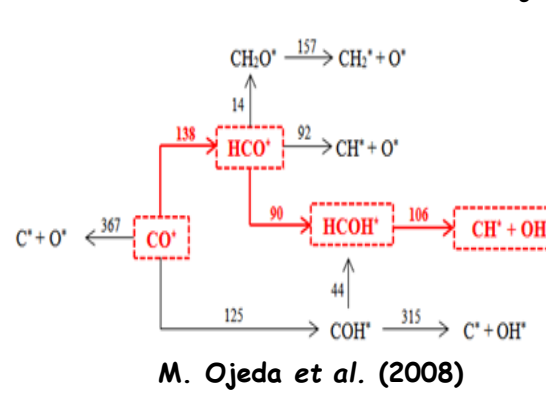 CH₂O* 157 CH₂* + O*
14
138 HCO* 92 CH* + O*
90 HCOH* 106 CH* + OH
C* + O* 367 CO*
44
125 COH* 315 C* + OH*
M. Ojeda et al. (2008)